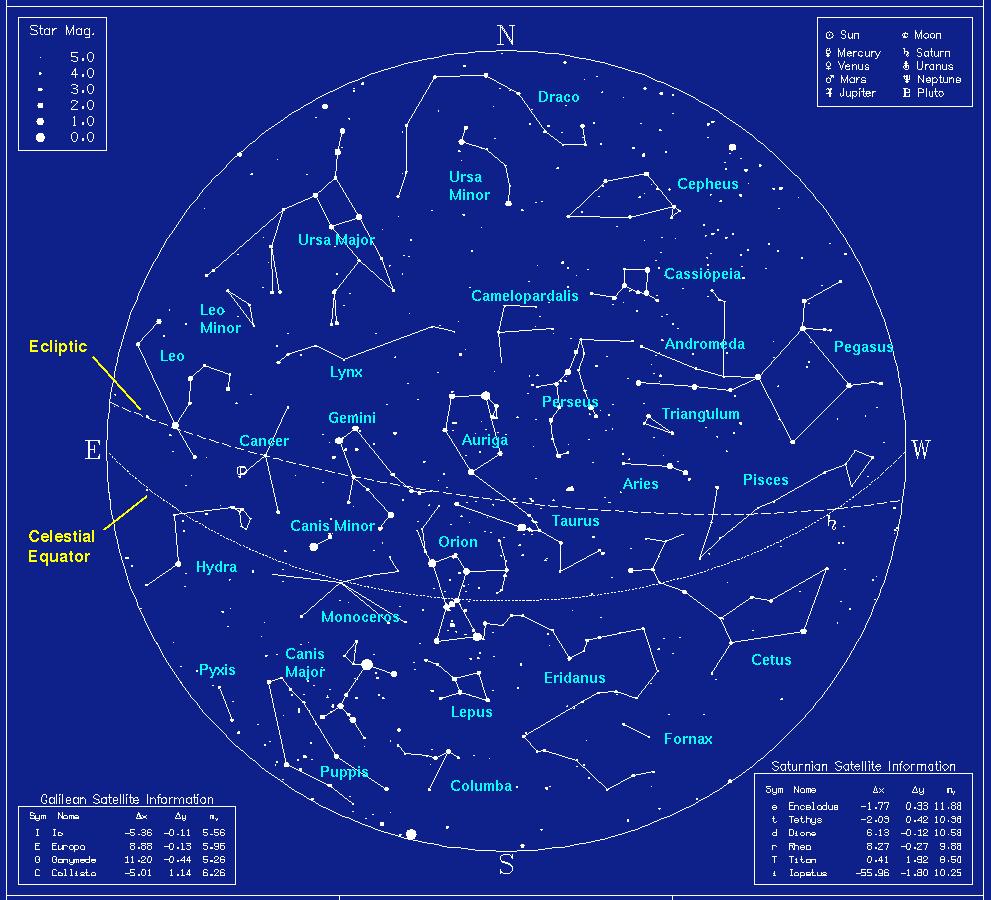 N
Star Mag.
5.0
4.0
3.0
2.0
1.0
0.0
Sun
Moon
Mercury
Saturn
Venus
Uranus
Mars
Neptune
Jupiter
Pluto
Draco
Ursa
Minor
Cepheus
Ursa Major
Cassiopeia
Camelopardalis
Leo
Minor
Andromeda
Pegasus
Ecliptic
Leo
Lynx
Perseus
Triangulum
Gemini
Auriga
Cancer
E
W
Aries
Pisces
Canis Minor
Taurus
Celestial
Equator
Orion
Hydra
Monoceros
Canis
Major
Cetus
Pyxis
Eridanus
Lepus
Fornax
Puppis
Columba
S
Galilean Satellite Information
Sym Name Δx Δy m,
I Io -5.36 -0.11 5.56
E Europa 8.88 -0.13 5.96
G Ganymede 11.20 -0.44 5.26
C Callisto -5.01 1.14 6.26
Saturnian Satellite Information
Sym Name Δx Δy m,
e Enceladus -1.77 0.33 11.88
t Tethys -2.09 0.42 10.38
d Dione 6.13 -0.12 10.58
r Rhea 8.27 -0.27 9.88
T Titan 0.41 1.92 8.50
i Iapetus -55.96 -1.80 10.25